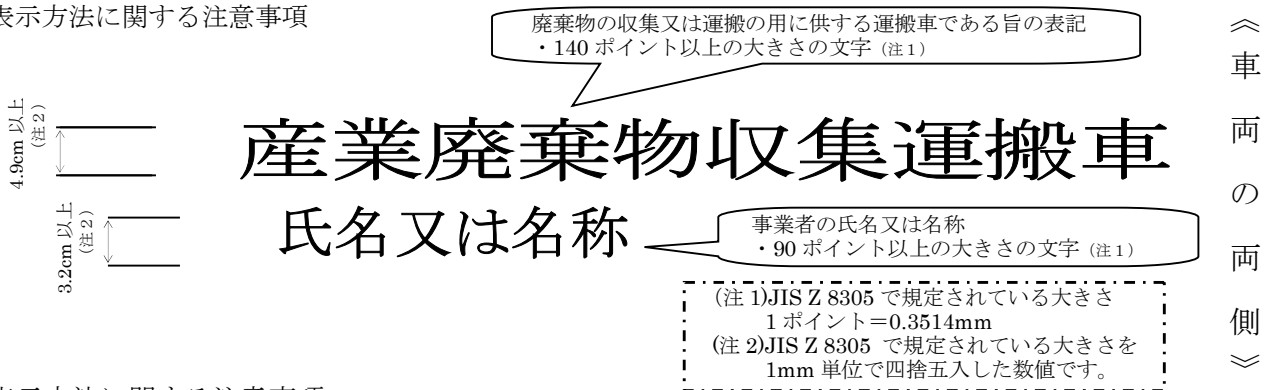 表示方法に関する注意事項
廃棄物の収集又は運搬の用に供する運搬車である旨の表記
・140 ポイント以上の大きさの文字（注１）
4.9cm 以上
（注２）
産業廃棄物収集運搬車
3.2cm 以上
（注２）
氏名又は名称
事業者の氏名又は名称
・90 ポイント以上の大きさの文字（注１）
(注 1)JIS Z 8305 で規定されている大きさ
1 ポイント＝0.3514mm
(注 2)JIS Z 8305 で規定されている大きさを
1mm 単位で四捨五入した数値です。
《車両の両側》